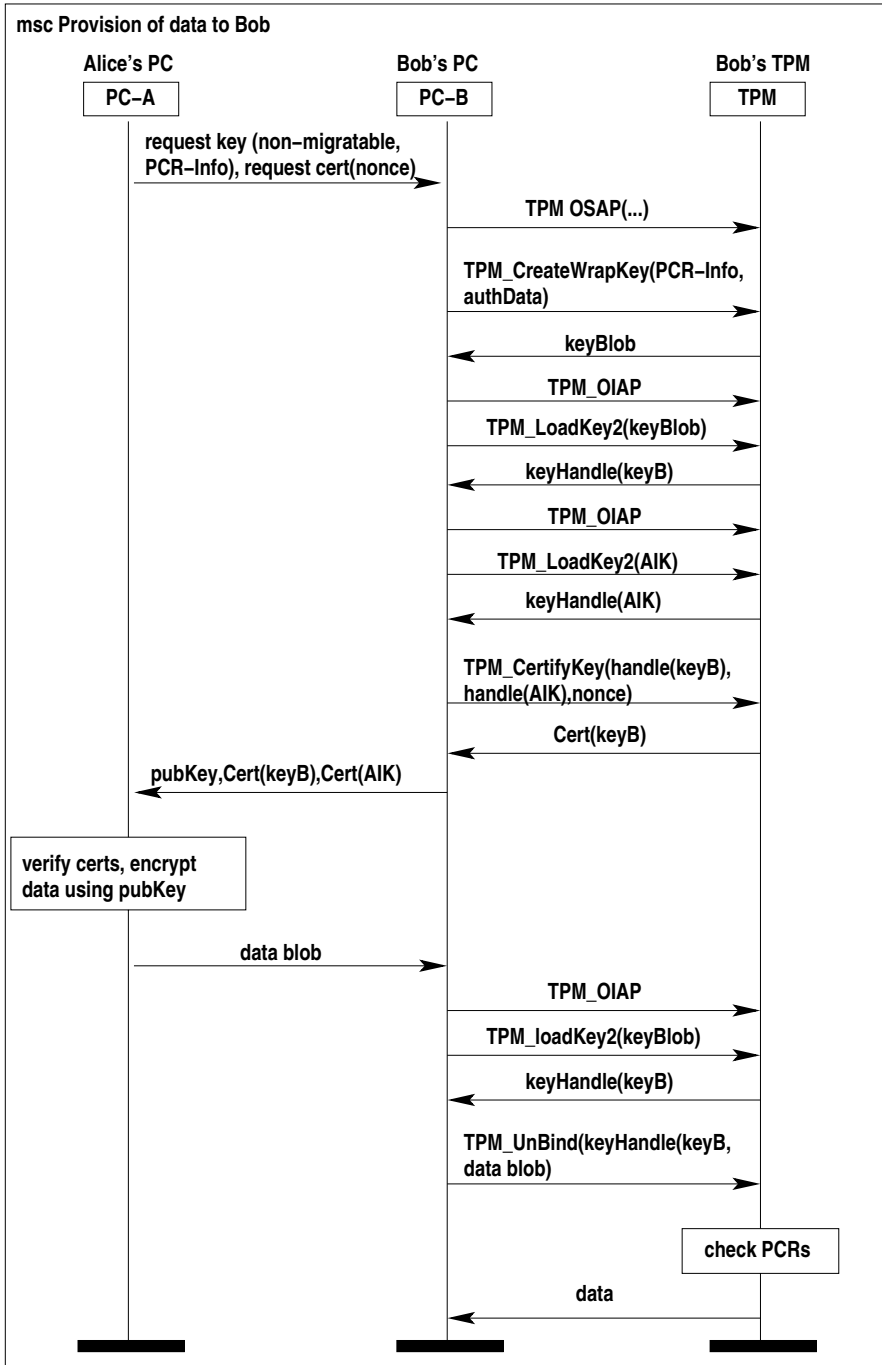 msc Provision of data to Bob
Alice's PC
Bob's PC
Bob's TPM
PC–A
PC–B
TPM
request key (non–migratable,
PCR–Info), request cert(nonce)
TPM OSAP(...)
TPM_CreateWrapKey(PCR–Info,
authData)
keyBlob
TPM_OIAP
TPM_LoadKey2(keyBlob)
keyHandle(keyB)
TPM_OIAP
TPM_LoadKey2(AIK)
keyHandle(AIK)
TPM_CertifyKey(handle(keyB),
handle(AIK),nonce)
Cert(keyB)
pubKey,Cert(keyB),Cert(AIK)
verify certs, encrypt
data using pubKey
data blob
TPM_OIAP
TPM_loadKey2(keyBlob)
keyHandle(keyB)
TPM_UnBind(keyHandle(keyB,
data blob)
check PCRs
data